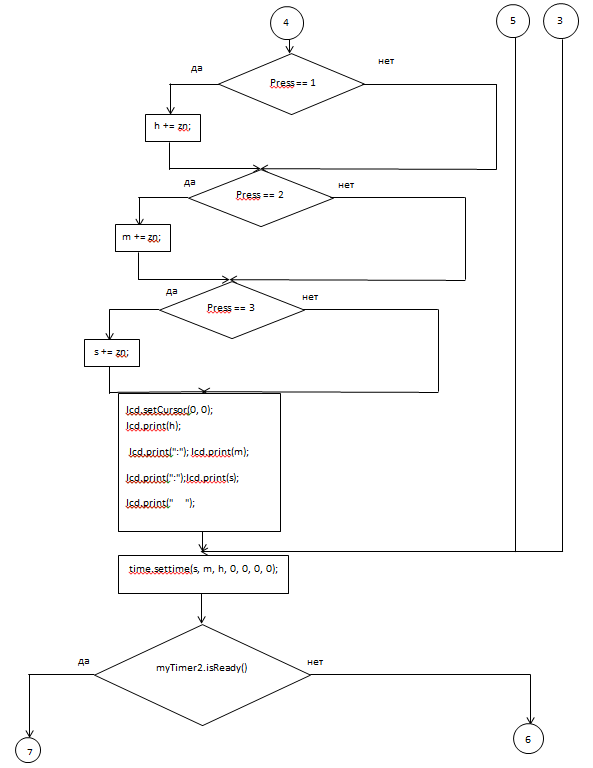 4
5
3
да
нет
Press == 1
h += zn;
да
нет
Press == 2
m += zn;
да
нет
Press == 3
s += zn;
lcd.setCursor(0, 0);
lcd.print(h);
lcd.print(":"); lcd.print(m);
lcd.print(":");lcd.print(s);
lcd.print("    ");
time.settime(s, m, h, 0, 0, 0, 0);
да
нет
myTimer2.isReady()
7
6